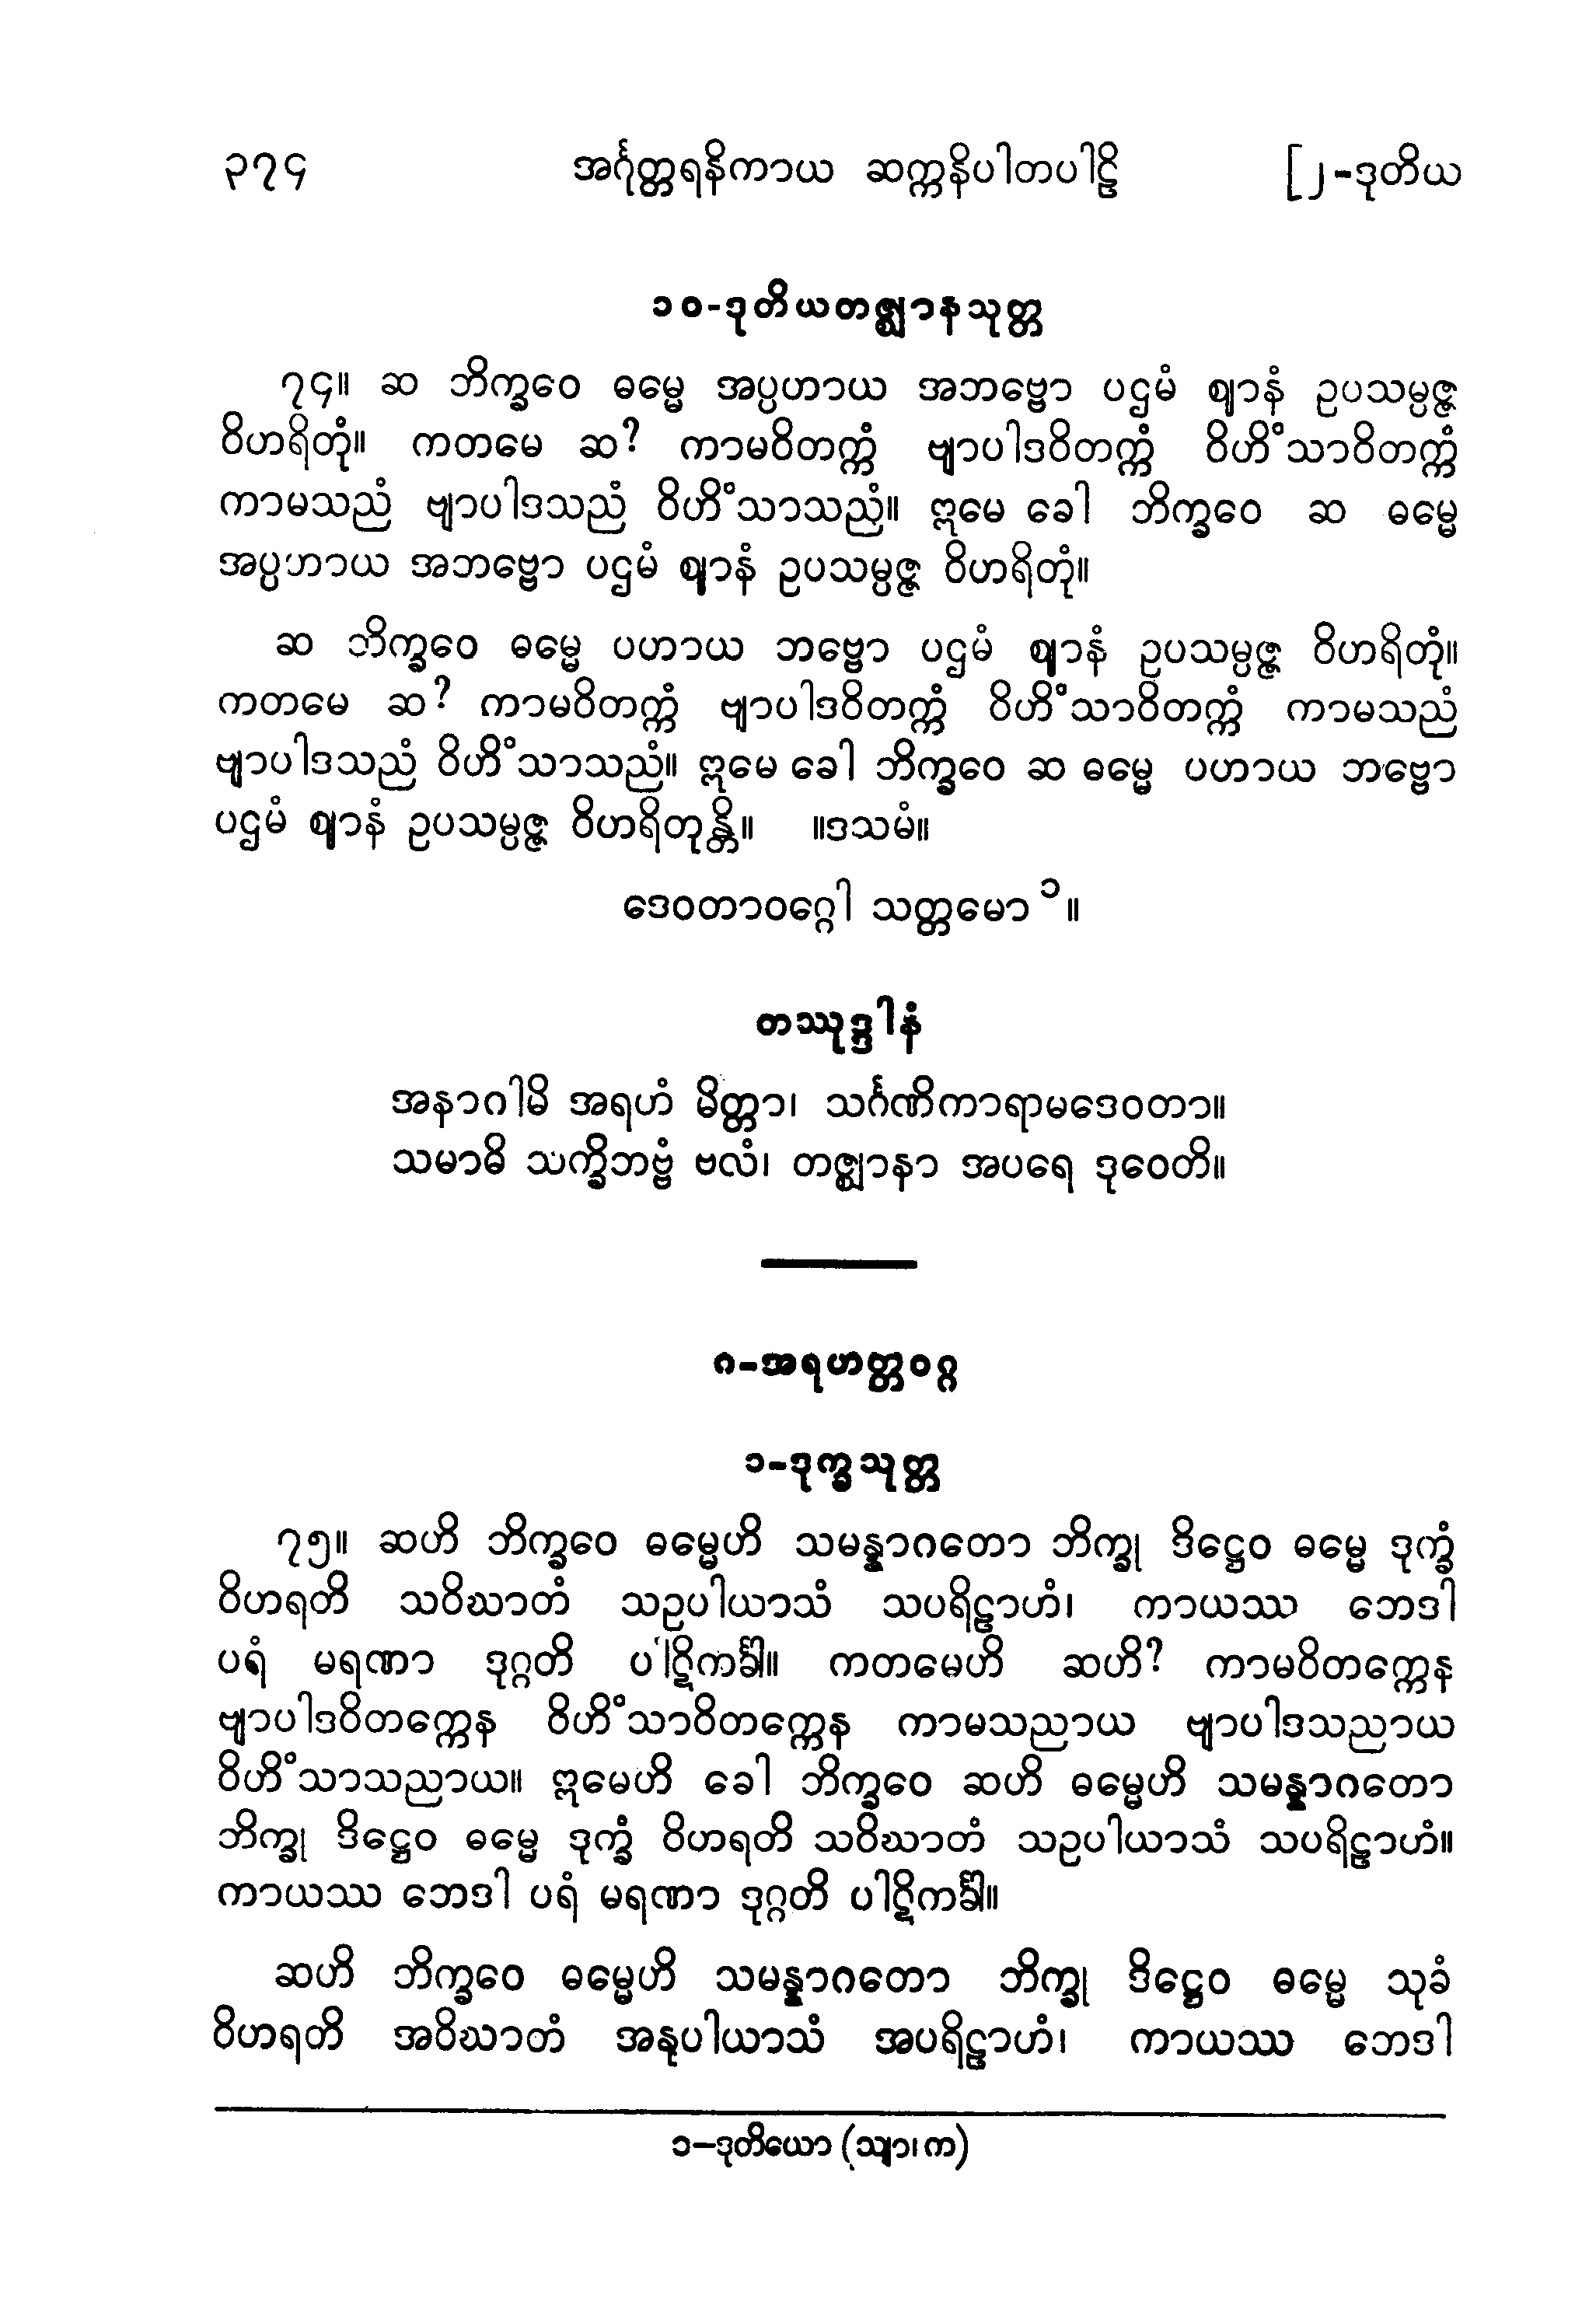 ၃၇၄ အင်္ဂုတ္တရနိကာယ ဆက္ကနိပါတပါဠိ [၂-ဒုတိယ
၁၀-ဒုတိယတဇ္ဈာနသုတ္တ
၇၄။ ဆ ဘိက္ခဝေ ဓမ္မေ အပ္ပဟာယ အဘဗ္ဗော ပဌမံ ဈာနံ ဥပသမ္ပဇ္ဇ
ဝိဟရိတုံ။ ကတမေ ဆ? ကာမဝိတက္ကံ ဗျာပါဒဝိတက္ကံ ဝိဟိံသာဝိတက္ကံ
ကာမသညံ ဗျာပါဒသညံ ဝိဟိံသာသညံ။ ဣမေ ခေါ ဘိက္ခဝေ ဆ ဓမ္မေ
အပ္ပဟာယ အဘဗ္ဗော ပဌမံ ဈာနံ ဥပသမ္ပဇ္ဇ ဝိဟရိတုံ။
ဆ ဘိက္ခဝေ ဓမ္မေ ပဟာယ ဘဗ္ဗော ပဌမံ ဈာနံ ဥပသမ္ပဇ္ဇ ဝိဟရိတုံ။
ကတမေ ဆ? ကာမဝိတက္ကံ ဗျာပါဒဝိတက္ကံ ဝိဟိံသာဝိတက္ကံ ကာမသညံ
ဗျာပါဒသညံ ဝိဟိံသာသညံ။ ဣမေ ခေါ ဘိက္ခဝေ ဆ ဓမ္မေ ပဟာယ ဘဗ္ဗော
ပဌမံ ဈာနံ ဥပသမ္ပဇ္ဇ ဝိဟရိတုန္တိ။ ။ဒသမံ။
ဒေဝတာဝဂ္ဂေါ သတ္တမော ၁။
တဿုဒ္ဒါနံ
အနာဂါမိ အရဟံ မိတ္တာ၊ သင်္ဂဏိကာရာမဒေဝတာ။
သမာဓိ သက္ခိဘဗ္ဗံ ဗလံ၊ တဇ္ဈာနာ အပရေ ဒုဝေတိ။
၈-အရဟတ္တဝဂ္ဂ
၁-ဒုက္ခသုတ္တ
၇၅။ ဆဟိ ဘိက္ခဝေ ဓမ္မေဟိ သမန္နာဂတော ဘိက္ခု ဒိဋ္ဌေဝ ဓမ္မေ ဒုက္ခံ
ဝိဟရတိ သဝိဃာတံ သဥပါယာသံ သပရိဠာဟံ၊ ကာယဿ ဘေဒါ
ပရံ မရဏာ ဒုဂ္ဂတိ ပါဋိကင်္ခါ။ ကတမေဟိ ဆဟိ? ကာမဝိတက္ကေန
ဗျာပါဒဝိတက္ကေန ဝိဟိံသာဝိတက္ကေန ကာမသညာယ ဗျာပါဒသညာယ
ဝိဟိံသာသညာယ။ ဣမေဟိ ခေါ ဘိက္ခဝေ ဆဟိ ဓမ္မေဟိ သမန္နာဂတော
ဘိက္ခု ဒိဋ္ဌေဝ ဓမ္မေ ဒုက္ခံ ဝိဟရတိ သဝိဃာတံ သဥပါယာသံ သပရိဠာဟံ။
ကာယဿ ဘေဒါ ပရံ မရဏာ ဒုဂ္ဂတိ ပါဋိကင်္ခါ။
ဆဟိ ဘိက္ခဝေ ဓမ္မေဟိ သမန္နာဂတော ဘိက္ခု ဒိဋ္ဌေဝ ဓမ္မေ သုခံ
ဝိဟရတိ အဝိဃာတံ အနုပါယာသံ အပရိဠာဟံ၊ ကာယဿ ဘေဒါ
၁-ဒုတိယော (သျာ၊က)